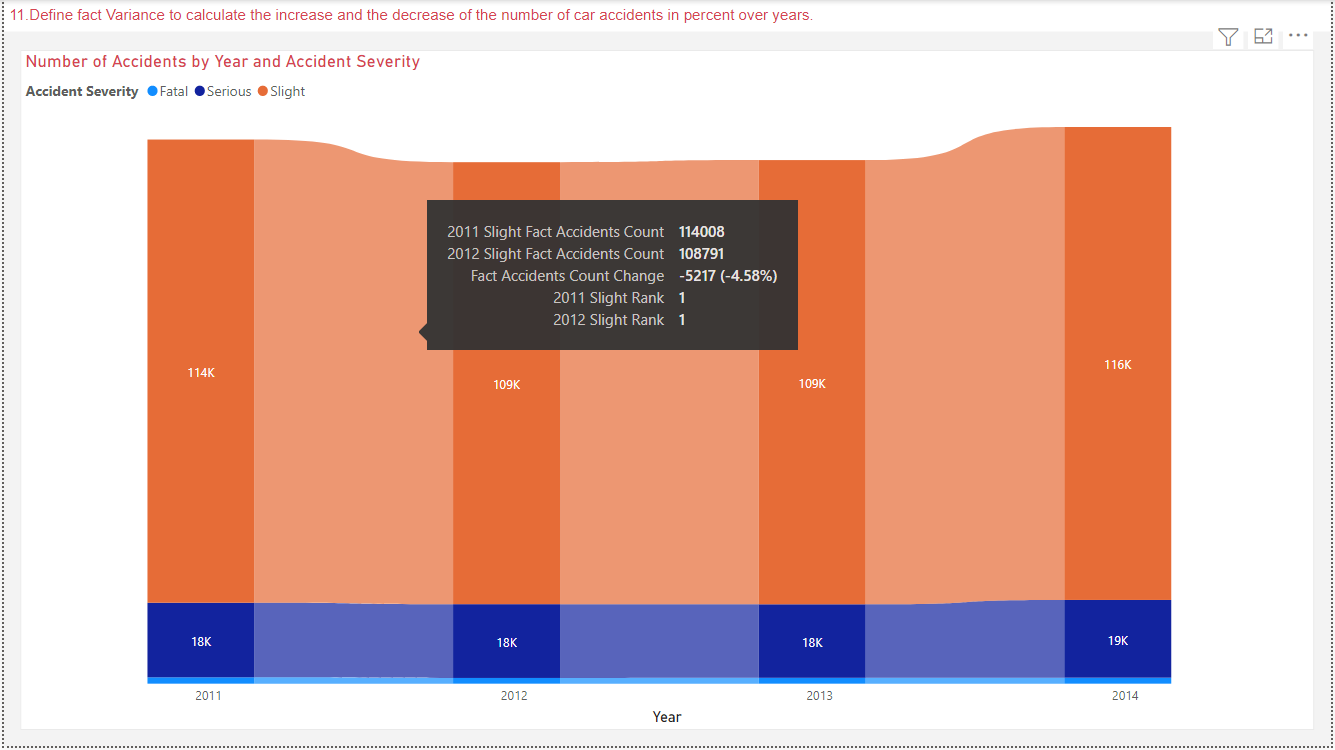 11.Define fact Variance to calculate the increase and the decrease of the number of car accidents in percent over years.
Number of Accidents by Year and Accident Severity
Accident Severity Fatal Serious Slight
2011 Slight Fact Accidents Count 114008
2012 Slight Fact Accidents Count 108791
Fact Accidents Count Change -5217 (-4.58%)
2011 Slight Rank 1
2012 Slight Rank 1
114K 109K 109K 116K
18K 18K 18K 19K
2011 2012 2013 2014
Year